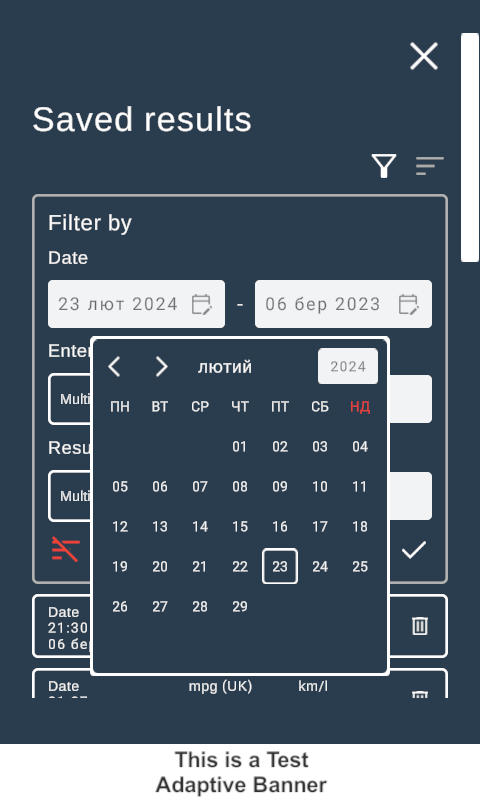 Saved results
Filter by
Date
23 лют 2024 - 06 бер 2023
Enter
Multi
лютий 2024
ПН ВТ СР ЧТ ПТ СБ НД
01 02 03 04
05 06 07 08 09 10 11
12 13 14 15 16 17 18
19 20 21 22 23 24 25
26 27 28 29
Resu
Multi
Date
21:30
06 бер
Date mpg (UK) km/l
This is a Test
Adaptive Banner